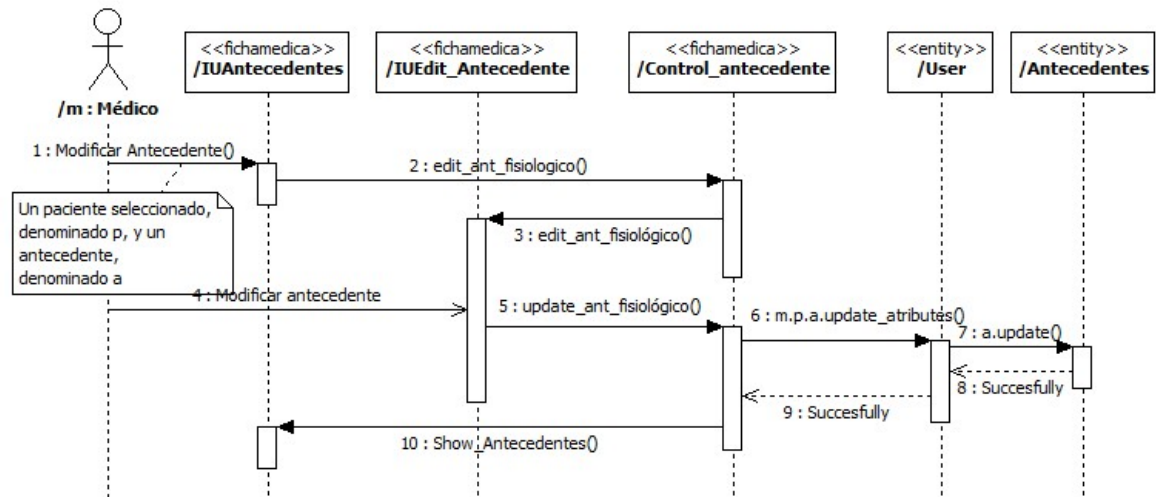 <<fichamedica>>
/IUAntecedentes
<<fichamedica>>
/IUEdit_Antecedente
<<fichamedica>>
/Control_antecedente
<<entity>>
/User
<<entity>>
/Antecedentes
/m : Médico
1 : Modificar Antecedente()
2 : edit_ant_fisiologico()
Un paciente seleccionado,
denominado p, y un
antecedente,
denominado a
3 : edit_ant_fisiológico()
4 : Modificar antecedente
5 : update_ant_fisiológico()
6 : m.p.a.update_atributes()
7 : a.update()
8 : Succesfully
9 : Succesfully
10 : Show_Antecedentes()